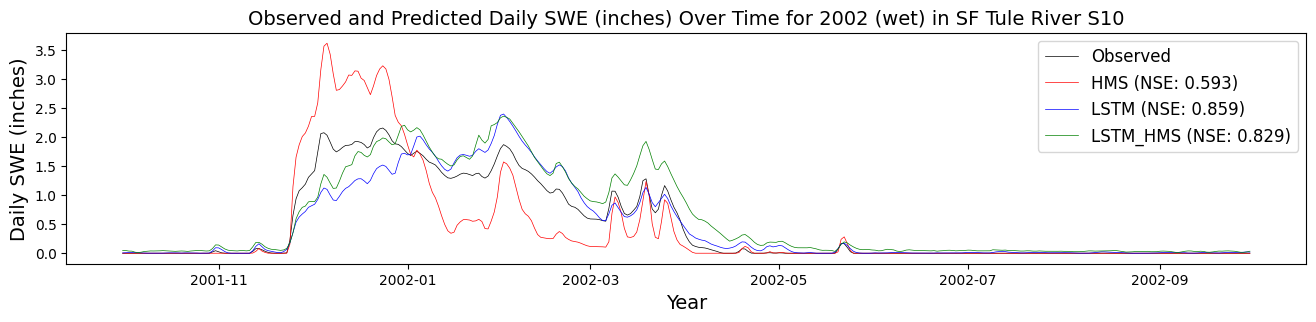 Observed and Predicted Daily SWE (inches) Over Time for 2002 (wet) in SF Tule River S10
Daily SWE (inches)
3.5
3.0
2.5
2.0
1.5
1.0
0.5
0.0
Observed
HMS (NSE: 0.593)
LSTM (NSE: 0.859)
LSTM_HMS (NSE: 0.829)
2001-11
2002-01
2002-03
2002-05
2002-07
2002-09
Year